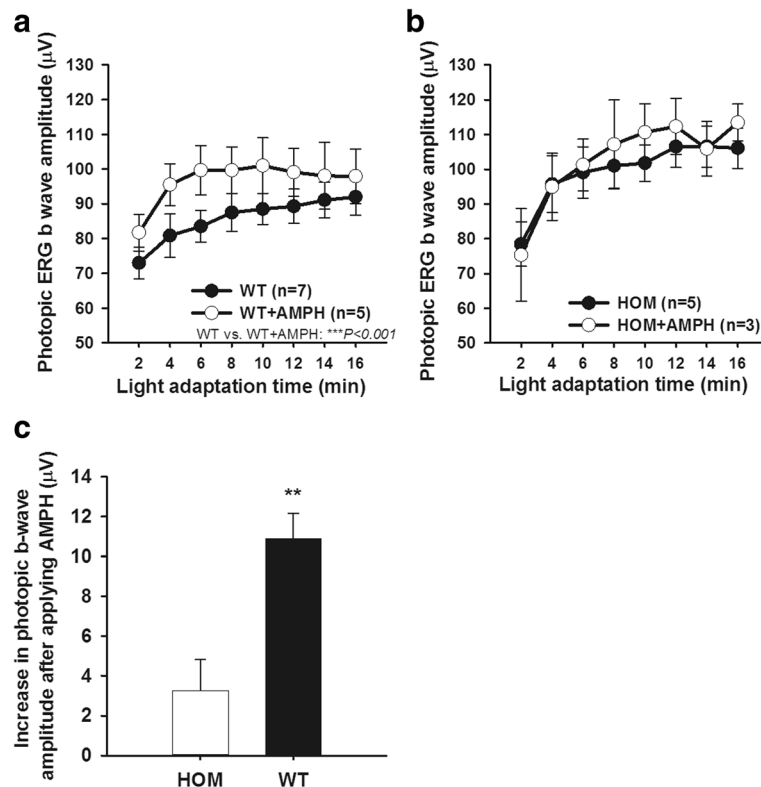 a
Photopic ERG b wave amplitude (µV)
130
120
110
100
90
80
70
60
50
WT (n=7)
WT+AMPH (n=5)
WT vs. WT+AMPH: ***P<0.001
2 4 6 8 10 12 14 16
Light adaptation time (min)
b
Photopic ERG b wave amplitude (µV)
130
120
110
100
90
80
70
60
50
HOM (n=5)
HOM+AMPH (n=3)
2 4 6 8 10 12 14 16
Light adaptation time (min)
c
Increase in photopic b-wave
amplitude after applying AMPH (µV)
14
12
10
8
6
4
2
0
**
HOM WT